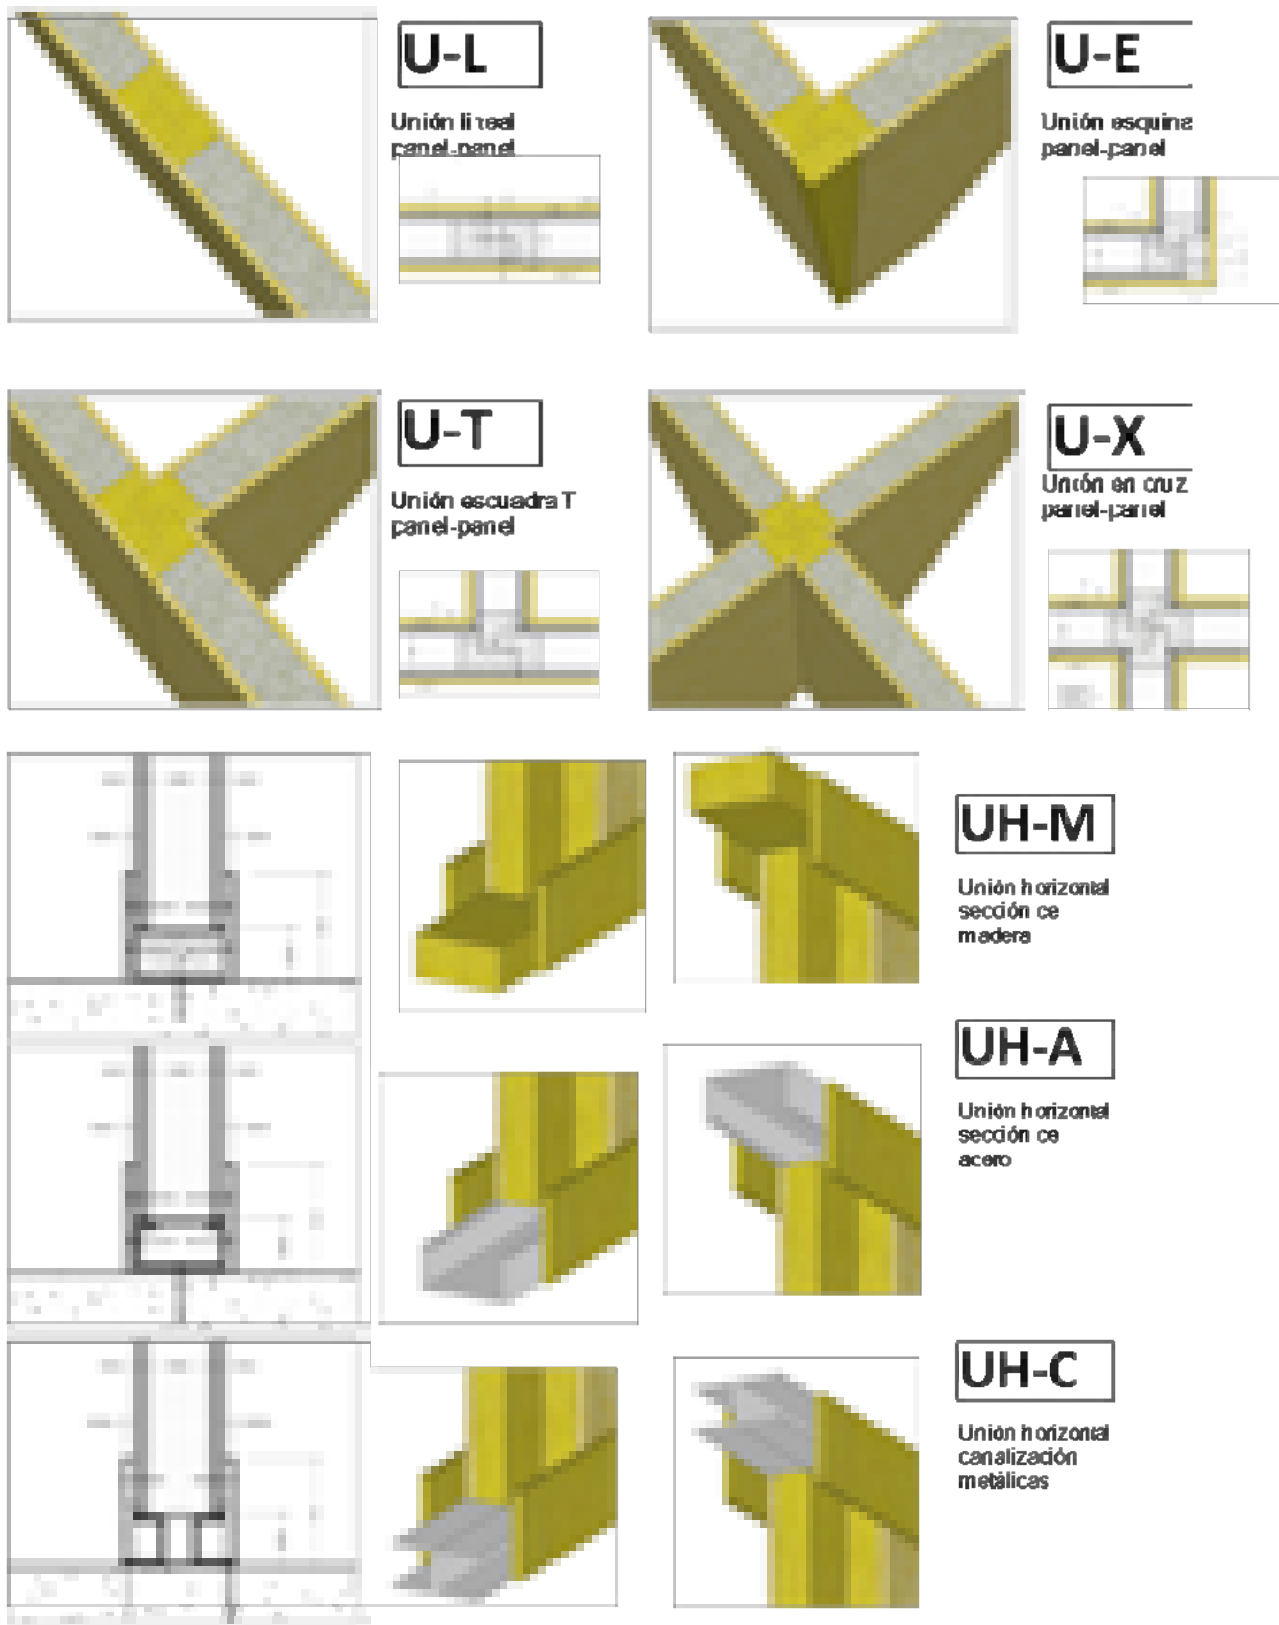 U-L
Unión lineal
panel-panel
U-E
Unión esquina
panel-panel
U-T
Unión escuadra T
panel-panel
U-X
Unión en cruz
panel-panel
UH-M
Unión horizontal
sección de
madera
UH-A
Unión horizontal
sección de
acero
UH-C
Unión horizontal
canalización
metálicas